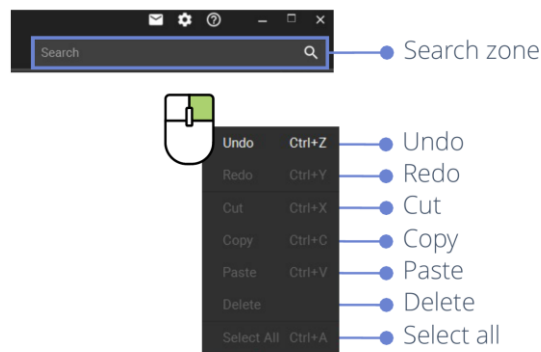 Search
Search zone
Undo Ctrl+Z Undo
Redo Ctrl+Y Redo
Cut Ctrl+X Cut
Copy Ctrl+C Copy
Paste Ctrl+V Paste
Delete Delete
Select All Ctrl+A Select all